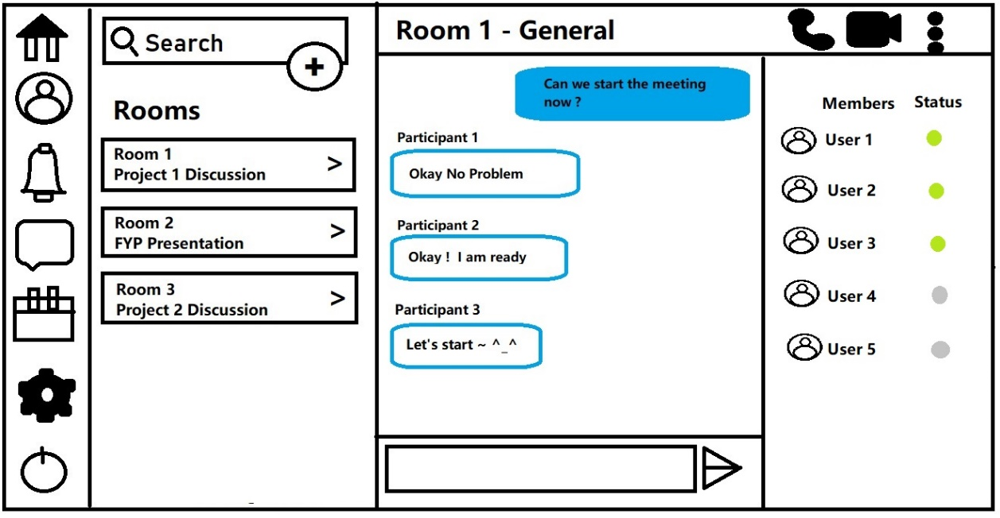 Search
+
Rooms
Room 1
Project 1 Discussion
>
Room 2
FYP Presentation
>
Room 3
Project 2 Discussion
>
Room 1 - General
Can we start the meeting
now ?
Participant 1
Okay No Problem
Participant 2
Okay ! I am ready
Participant 3
Let's start ~ ^_^
Members Status
User 1
User 2
User 3
User 4
User 5